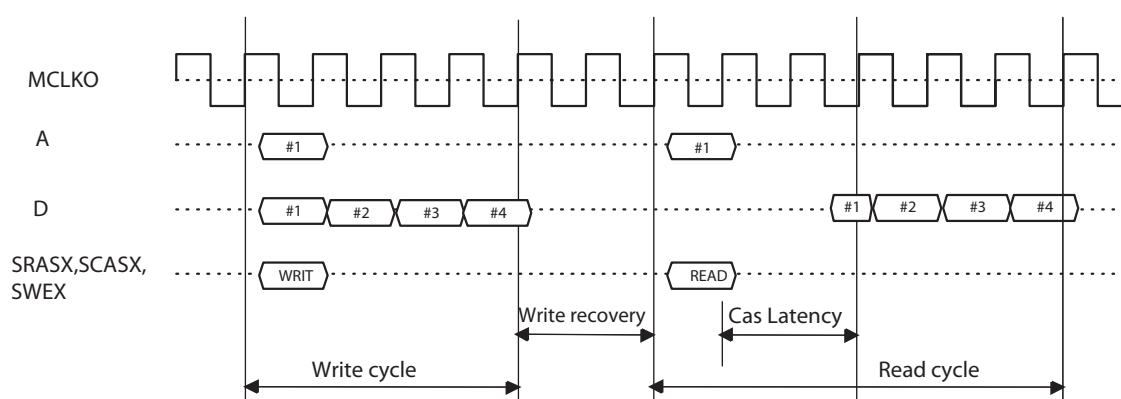 MCLKO
A
#1 #1
D
#1 #2 #3 #4 #1 #2 #3 #4
SRASX,SCASX,
SWEX
WRIT READ
Write recovery Cas Latency
Write cycle Read cycle